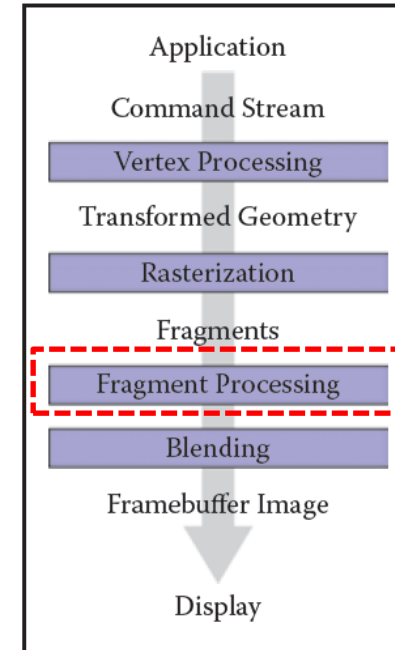 Application
Command Stream
Vertex Processing
Transformed Geometry
Rasterization
Fragments
Fragment Processing
Blending
Framebuffer Image
Display